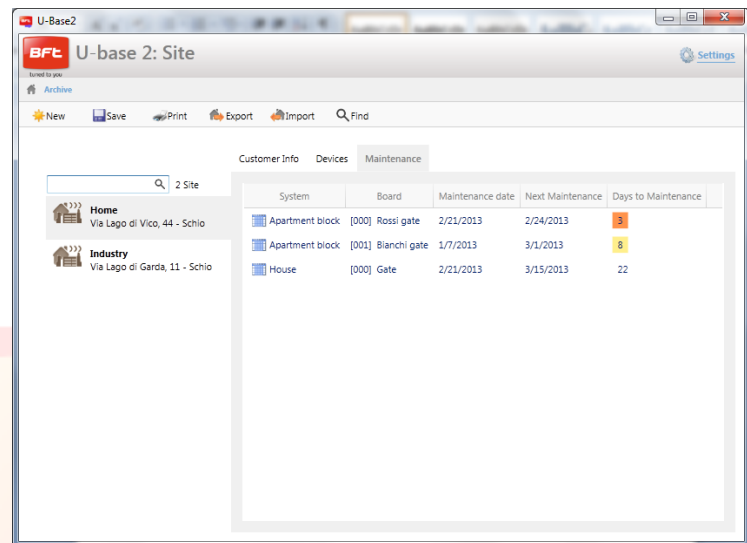 U-Base2
BFt
U-base 2: Site
Settings
tuned to you
Archive
New Save Print Export Import Find
Customer Info Devices Maintenance
2 Site
System Board Maintenance date Next Maintenance Days to Maintenance
Home
Via Lago di Vico, 44 - Schio
Industry
Via Lago di Garda, 11 - Schio
Apartment block [000] Rossi gate 2/21/2013 2/24/2013 3
Apartment block [001] Bianchi gate 1/7/2013 3/1/2013 8
House [000] Gate 2/21/2013 3/15/2013 22